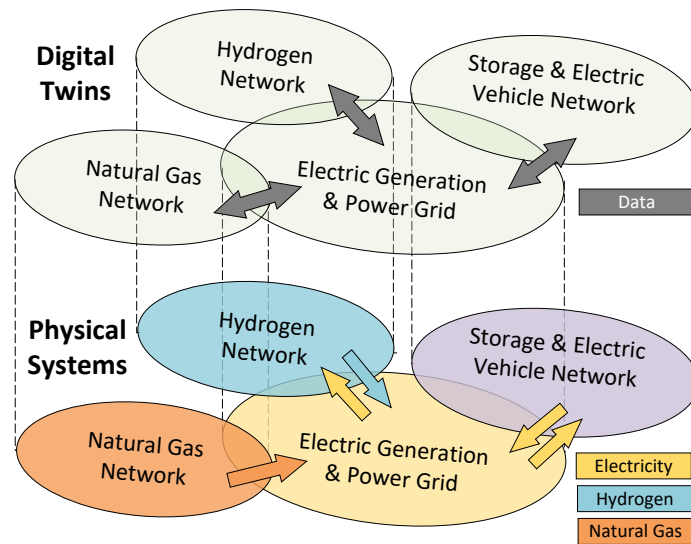 Digital
Twins
Hydrogen
Network
Storage & Electric
Vehicle Network
Natural Gas
Network
Electric Generation
& Power Grid
Data
Physical
Systems
Hydrogen
Network
Storage & Electric
Vehicle Network
Natural Gas
Network
Electric Generation
& Power Grid
Electricity
Hydrogen
Natural Gas